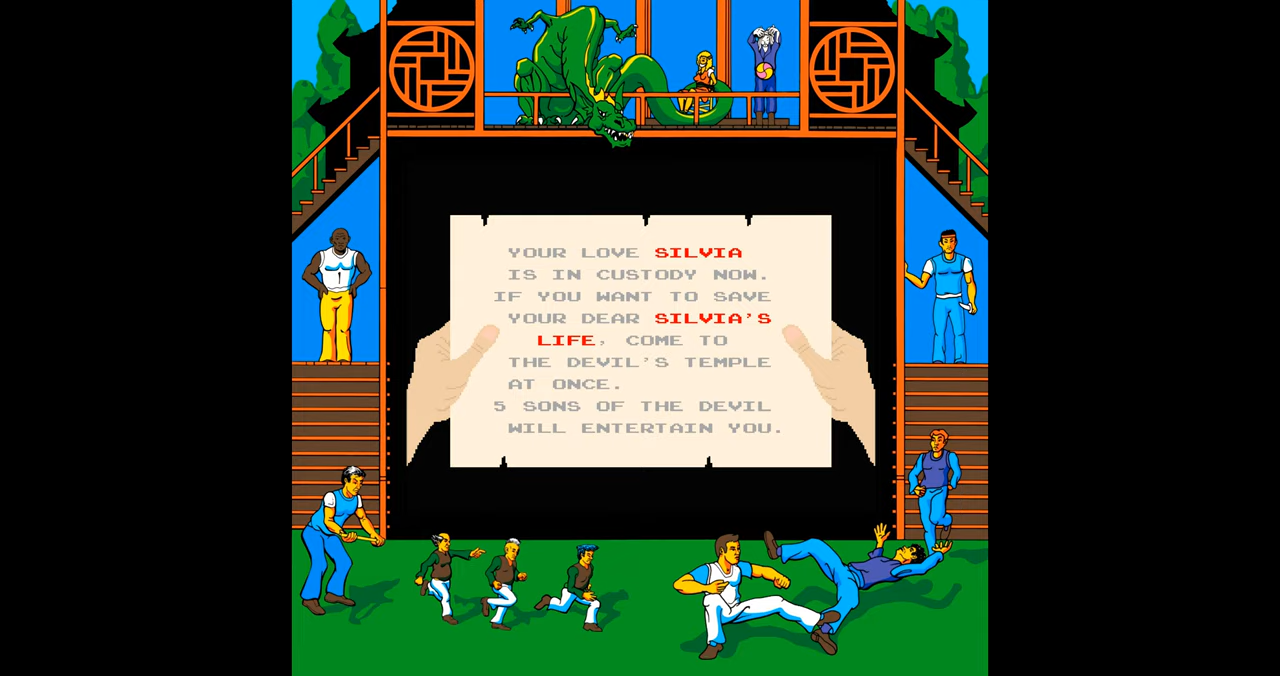 YOUR LOVE SILVIA
IS IN CUSTODY NOW.
IF YOU WANT TO SAVE
YOUR DEAR SILVIA'S
LIFE, COME TO
THE DEVIL'S TEMPLE
AT ONCE.
5 SONS OF THE DEVIL
WILL ENTERTAIN YOU.